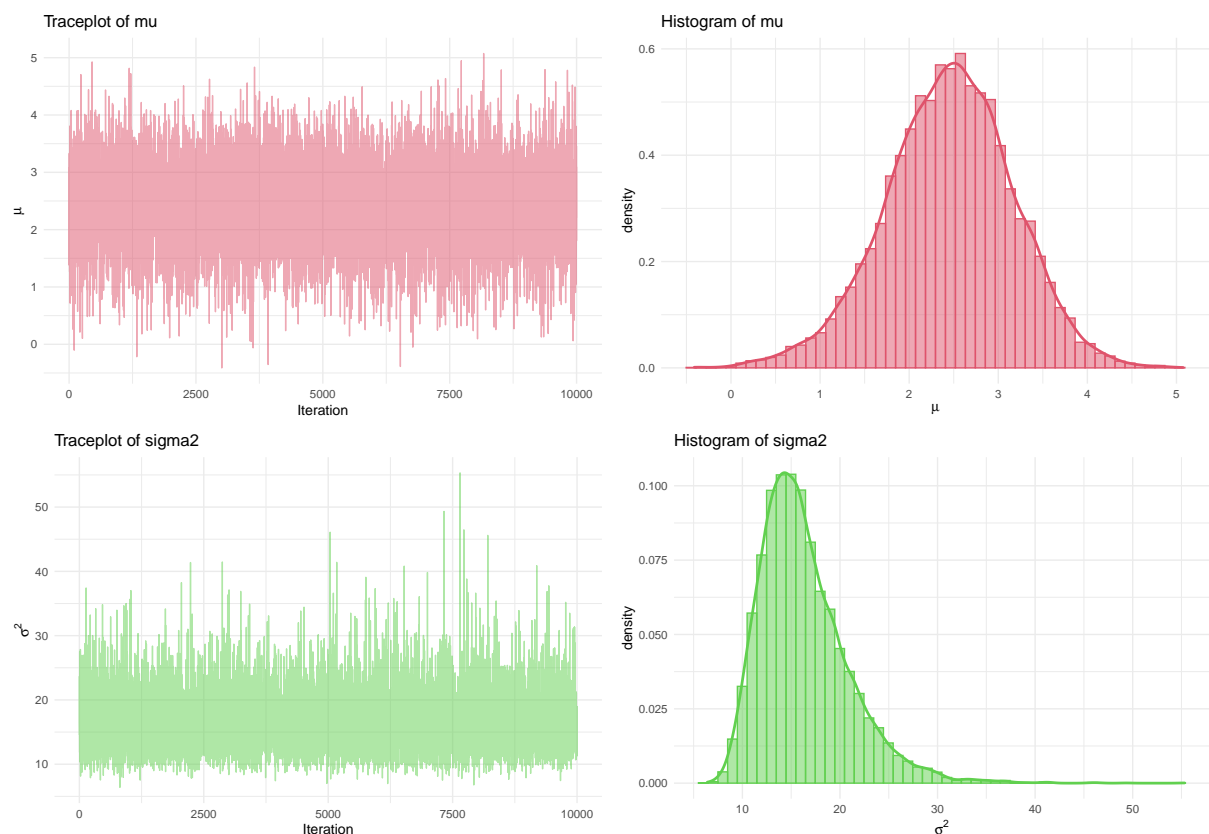 Traceplot of mu
5
4
3
2
1
0
μ
0 2500 5000 7500 10000
Iteration
Histogram of mu
0.6
0.4
0.2
0.0
density
0 1 2 3 4 5
μ
Traceplot of sigma2
50
40
30
20
10
σ²
0 2500 5000 7500 10000
Iteration
Histogram of sigma2
0.100
0.075
0.050
0.025
0.000
density
10 20 30 40 50
σ²